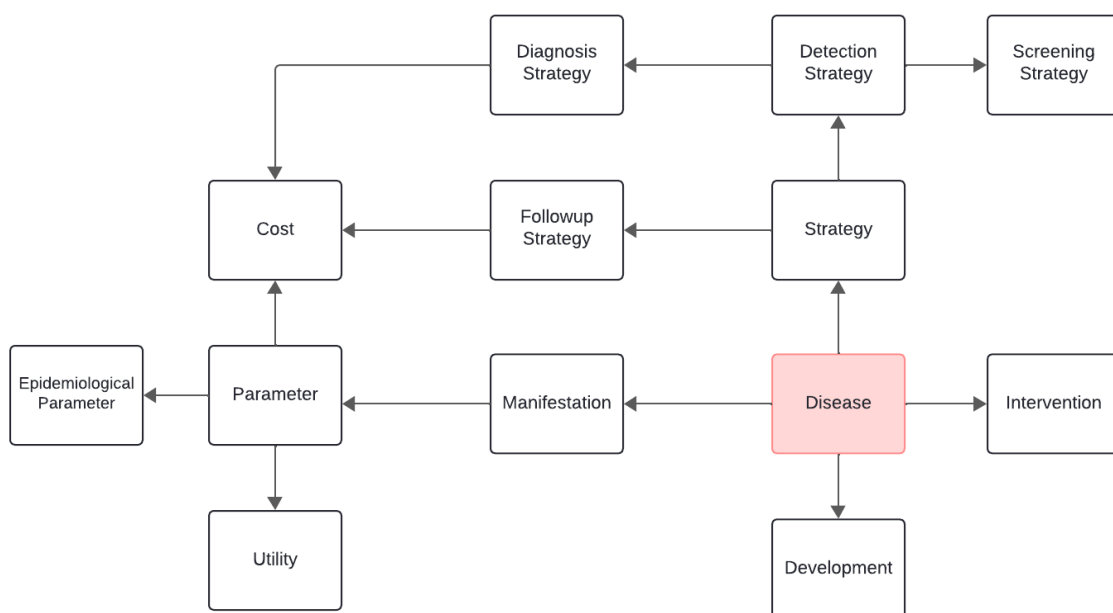 Diagnosis
Strategy
Detection
Strategy
Screening
Strategy
Cost
Followup
Strategy
Strategy
Epidemiological
Parameter
Parameter
Manifestation
Disease
Intervention
Utility
Development